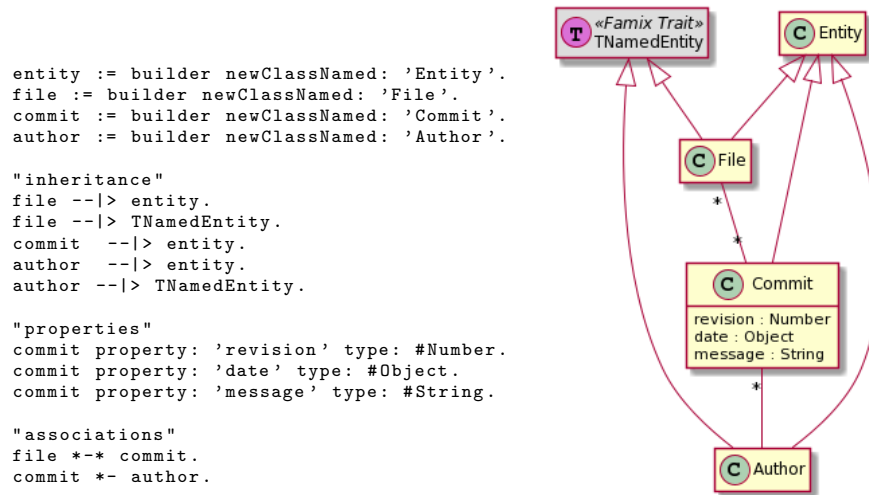 entity := builder newClassNamed: ’Entity’.
file := builder newClassNamed: ’File’.
commit := builder newClassNamed: ’Commit’.
author := builder newClassNamed: ’Author’.
"inheritance"
file --|> entity.
file --|> TNamedEntity.
commit  --|> entity.
author  --|> entity.
author --|> TNamedEntity.
"properties"
commit property: ’revision’ type: #Number.
commit property: ’date’ type: #Object.
commit property: ’message’ type: #String.
"associations"
file *-* commit.
commit *- author.
T «Famix Trait»
TNamedEntity
C Entity
C File
*
*
C Commit
revision : Number
date : Object
message : String
*
C Author